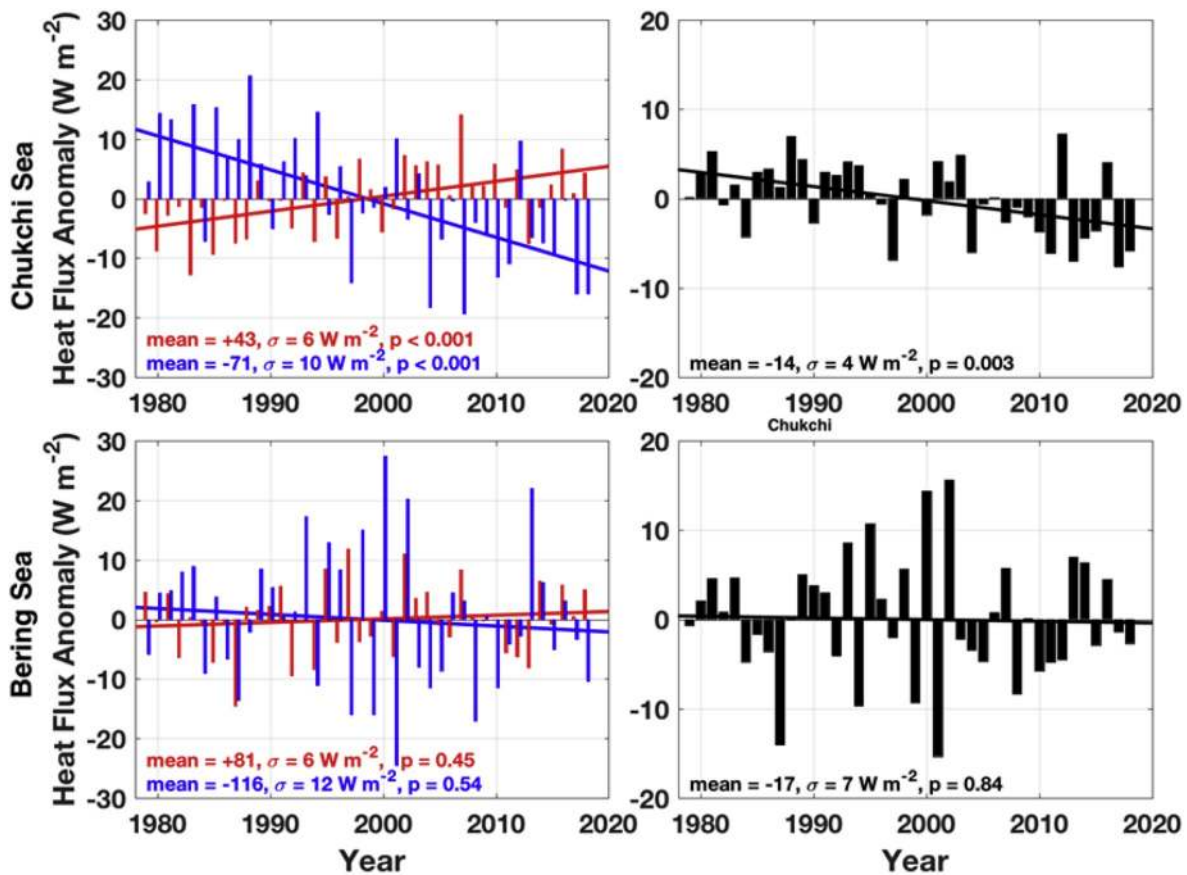 Chukchi Sea
Heat Flux Anomaly (W m⁻²)
30
20
10
0
-10
-20
-30
mean = +43, σ = 6 W m⁻², p < 0.001
mean = -71, σ = 10 W m⁻², p < 0.001
1980 1990 2000 2010 2020
20
10
0
-10
-20
mean = -14, σ = 4 W m⁻², p = 0.003
1980 1990 2000 2010 2020
Chukchi
Bering Sea
Heat Flux Anomaly (W m⁻²)
30
20
10
0
-10
-20
-30
mean = +81, σ = 6 W m⁻², p = 0.45
mean = -116, σ = 12 W m⁻², p = 0.54
1980 1990 2000 2010 2020
Year
20
10
0
-10
-20
mean = -17, σ = 7 W m⁻², p = 0.84
1980 1990 2000 2010 2020
Year